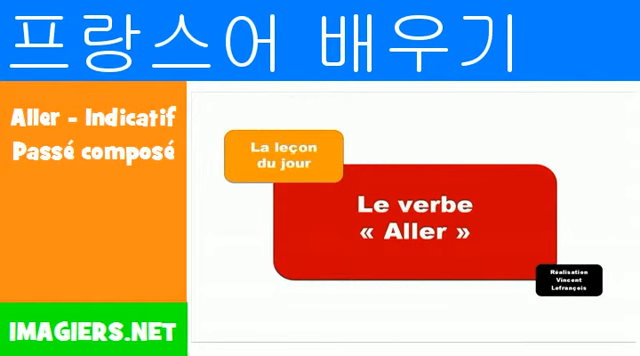 프랑스어 배우기
Aller - Indicatif
Passé composé
La leçon
du jour
Le verbe
« Aller »
Réalisation
Vincent
Lefrançois
IMAGIERS.NET